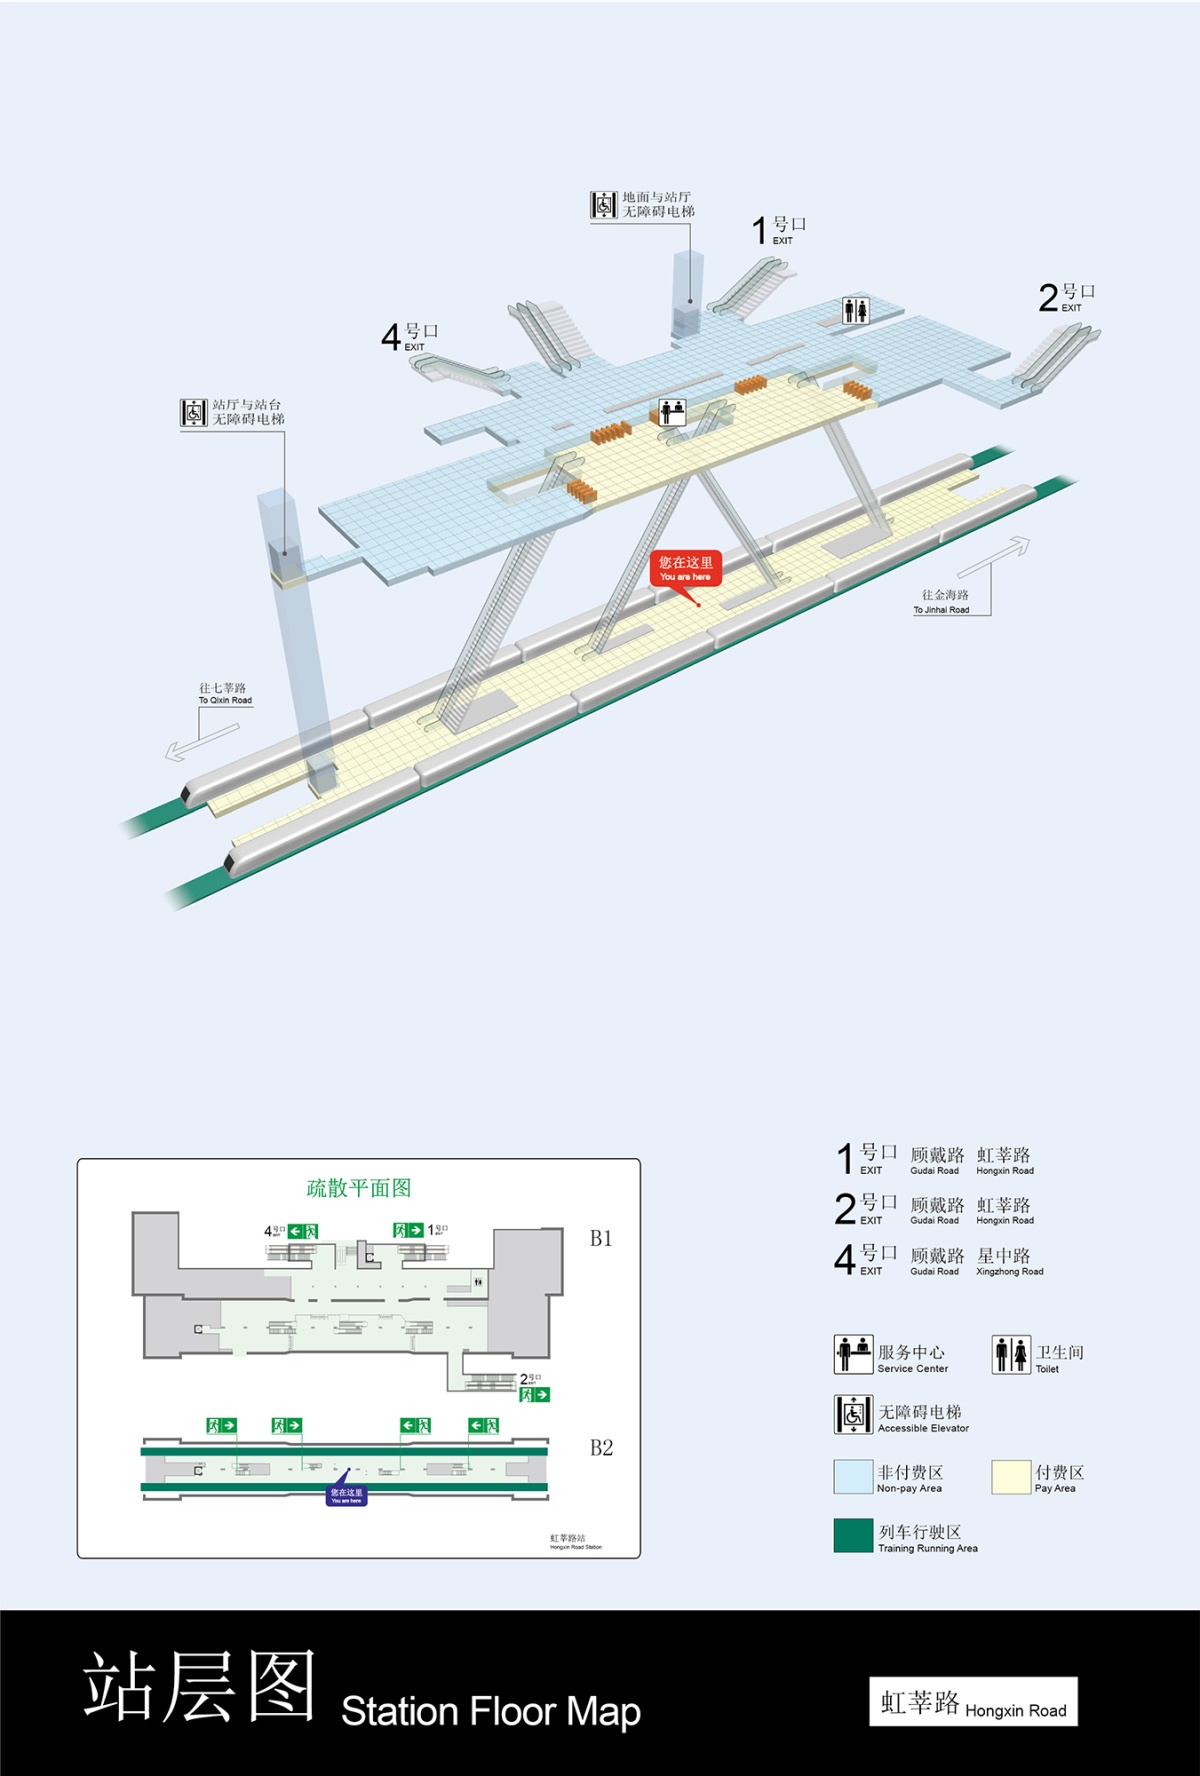 地面与站厅
无障碍电梯
1号口
EXIT
2号口
EXIT
4号口
EXIT
站厅与站台
无障碍电梯
您在这里
You are here
往金海路
To Jinhai Road
往七莘路
To Qixin Road
1号口 顾戴路 虹莘路
EXIT Gudai Road Hongxin Road
2号口 顾戴路 虹莘路
EXIT Gudai Road Hongxin Road
4号口 顾戴路 星中路
EXIT Gudai Road Xingzhong Road
疏散平面图
4号口
EXIT
1号口
EXIT
B1
2号口
EXIT
B2
您在这里
You are here
虹莘路站
Hongxin Road Station
服务中心
Service Center
卫生间
Toilet
无障碍电梯
Accessible Elevator
非付费区
Non-pay Area
付费区
Pay Area
列车行驶区
Training Running Area
站层图 Station Floor Map
虹莘路 Hongxin Road